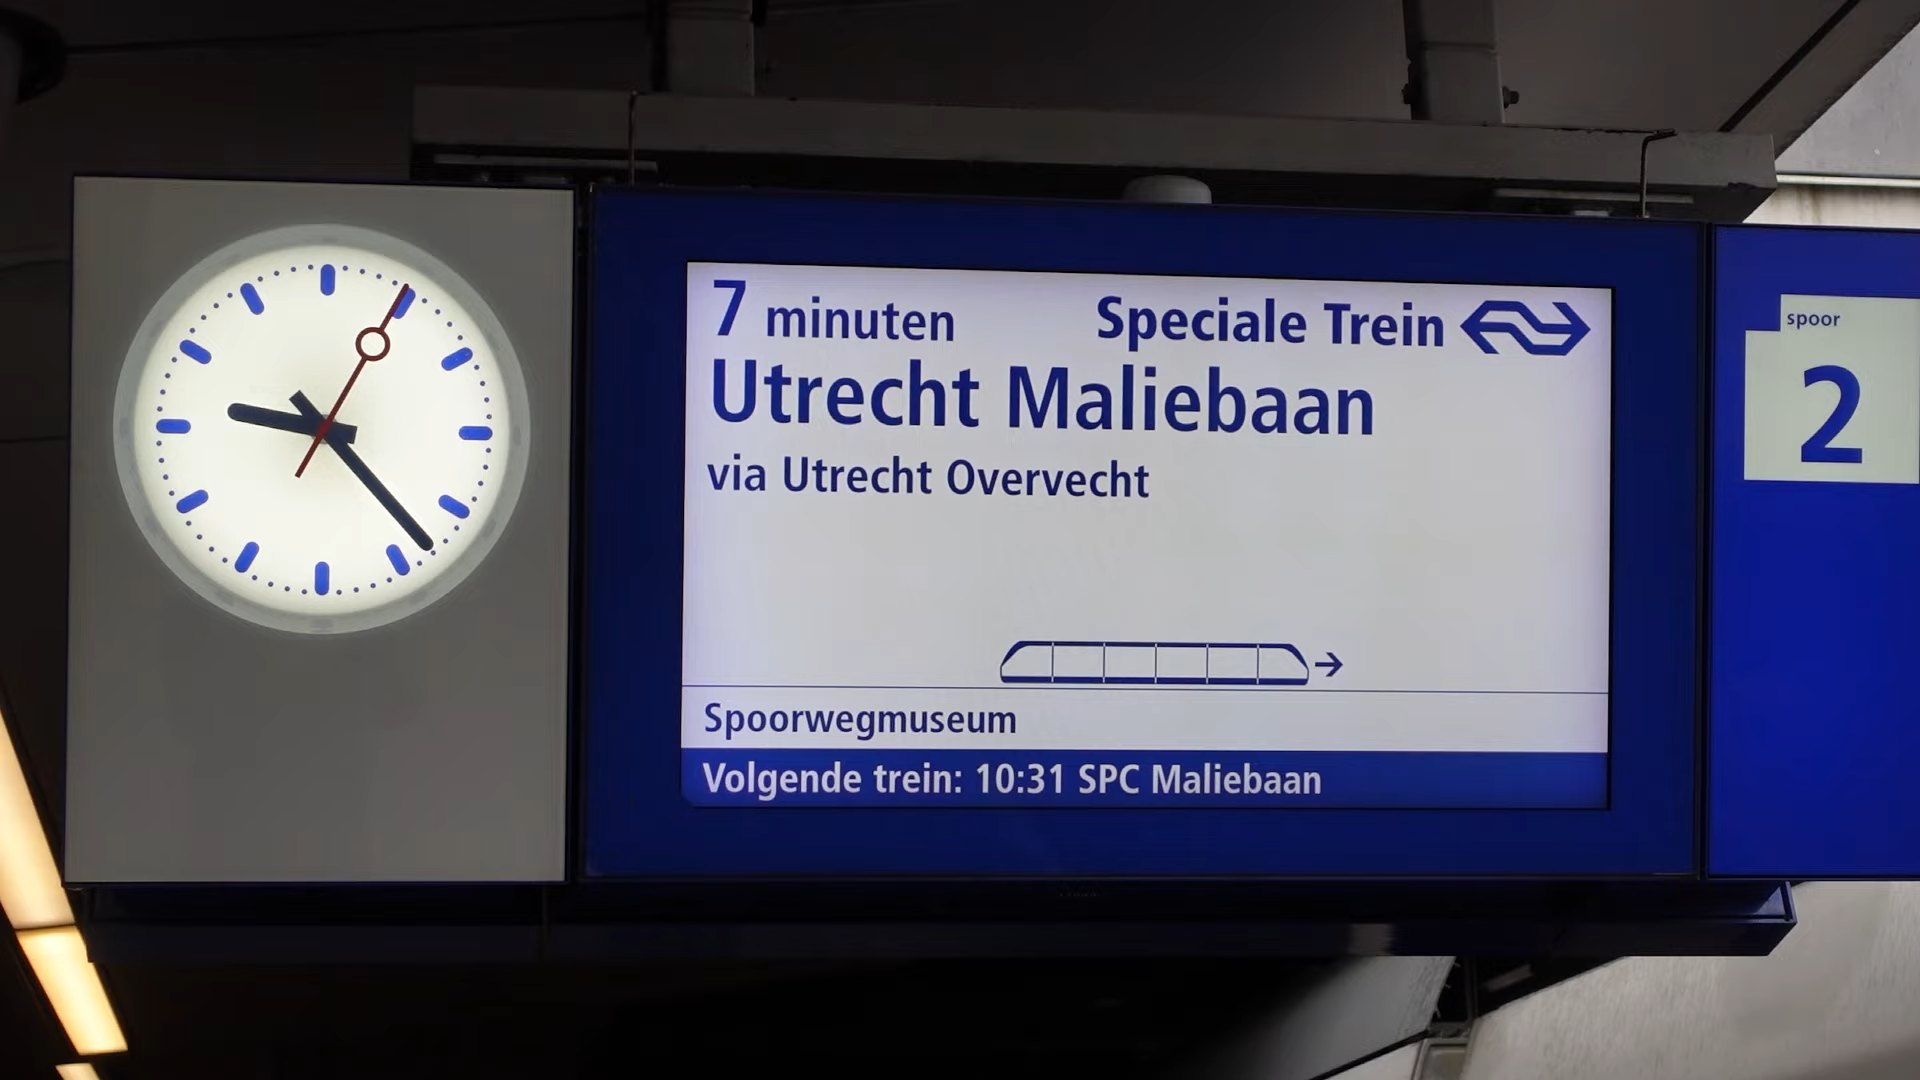 7 minuten Speciale Trein
Utrecht Maliebaan
via Utrecht Overvecht
Spoorwegmuseum
Volgende trein: 10:31 SPC Maliebaan
spoor
2